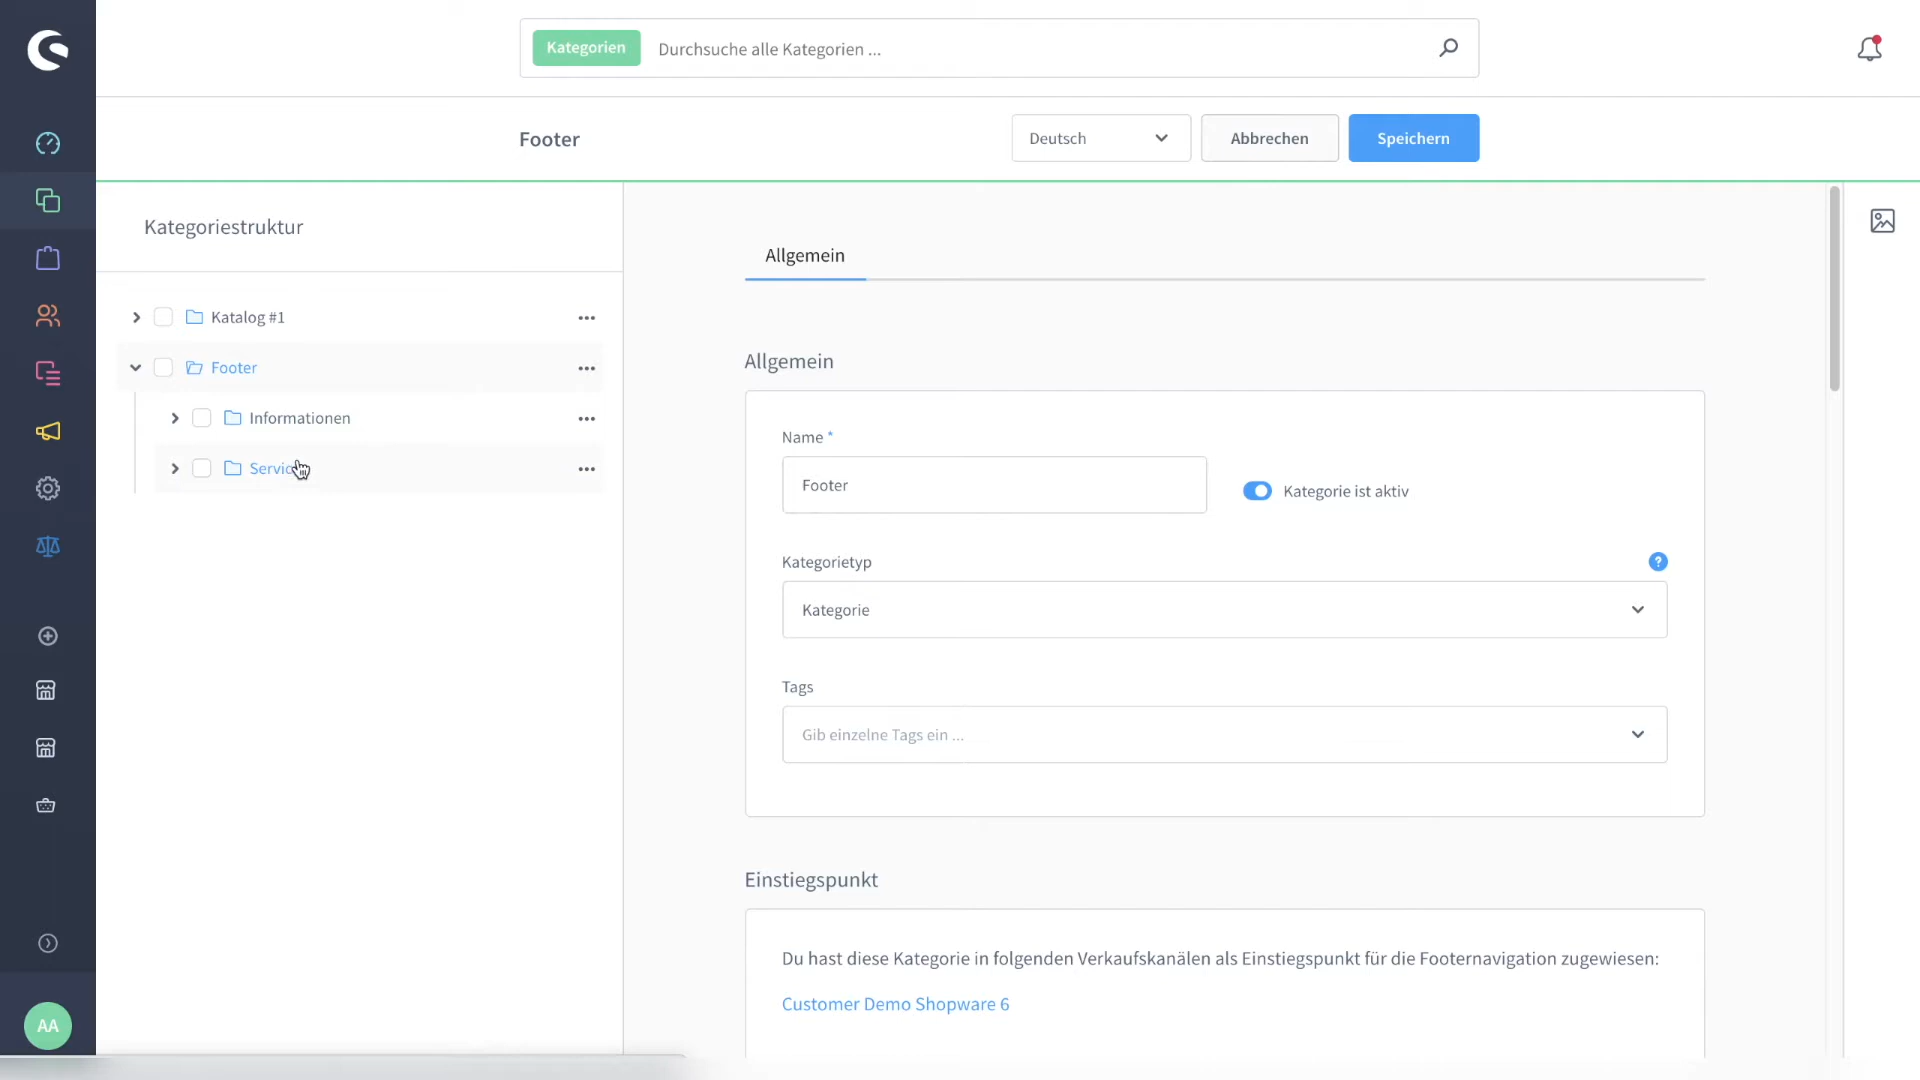 Kategorien
Durchsuche alle Kategorien ...
Footer
Deutsch
Abbrechen
Speichern
Kategoriestruktur
Katalog #1
Footer
Informationen
Servic
Allgemein
Allgemein
Name *
Footer
Kategorie ist aktiv
Kategorietyp
?
Kategorie
Tags
Gib einzelne Tags ein ...
Einstiegspunkt
Du hast diese Kategorie in folgenden Verkaufskanälen als Einstiegspunkt für die Footernavigation zugewiesen:
Customer Demo Shopware 6
AA